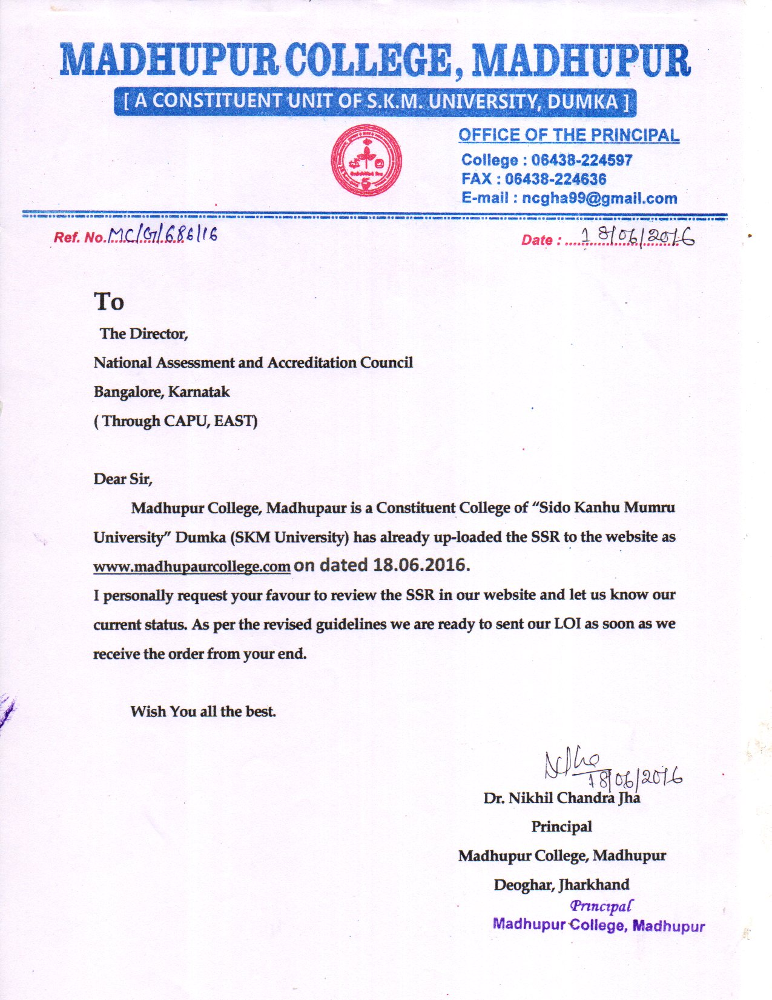 MADHUPUR COLLEGE, MADHUPUR
[ A CONSTITUENT UNIT OF S.K.M. UNIVERSITY, DUMKA ]
OFFICE OF THE PRINCIPAL
College : 06438-224597
FAX : 06438-224636
E-mail : ncgha99@gmail.com
Ref. No. MC/G/686/16
Date : 18/06/2016
To
The Director,
National Assessment and Accreditation Council
Bangalore, Karnatak
( Through CAPU, EAST)
Dear Sir,
Madhupur College, Madhupaur is a Constituent College of “Sido Kanhu Mumru
University” Dumka (SKM University) has already up-loaded the SSR to the website as
www.madhupaurcollege.com on dated 18.06.2016.
I personally request your favour to review the SSR in our website and let us know our
current status. As per the revised guidelines we are ready to sent our LOI as soon as we
receive the order from your end.
Wish You all the best.
18/06/2016
Dr. Nikhil Chandra Jha
Principal
Madhupur College, Madhupur
Deoghar, Jharkhand
Principal
Madhupur College, Madhupur